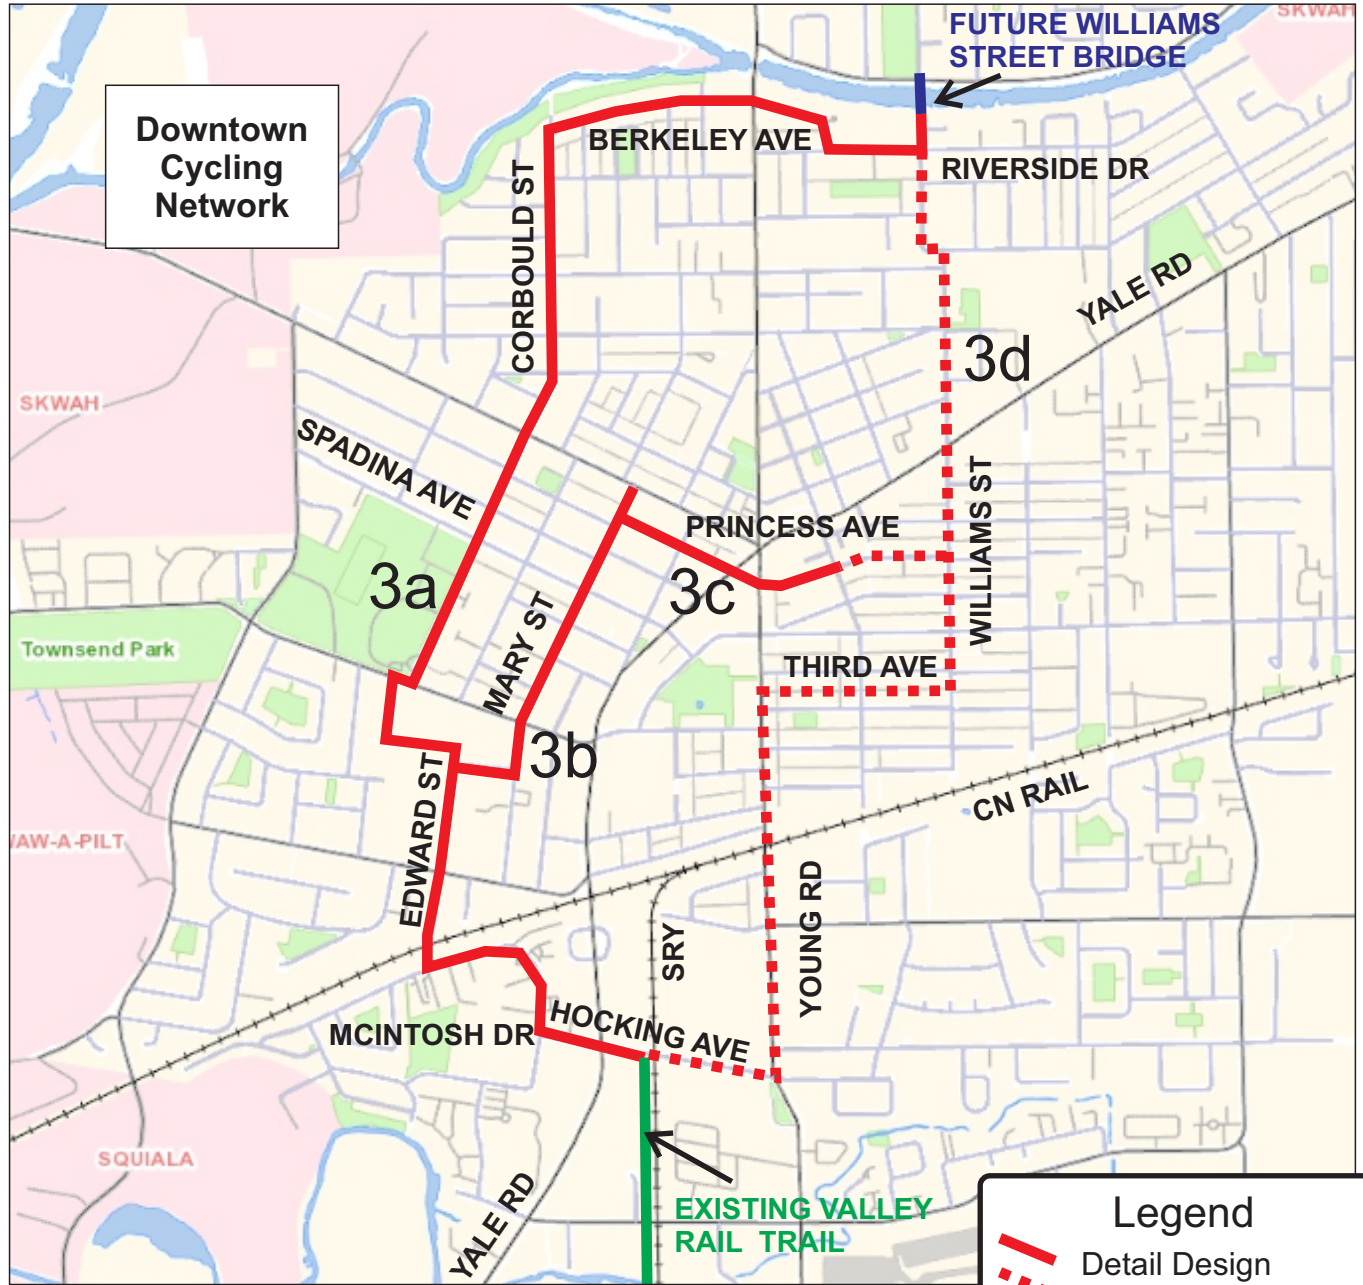 SKWAH
FUTURE WILLIAMS
STREET BRIDGE
Downtown
Cycling
Network
BERKELEY AVE
RIVERSIDE DR
CORBOULD ST
YALE RD
3d
SKWAH
SPADINA AVE
WILLIAMS ST
PRINCESS AVE
3a
3c
MARY ST
Townsend Park
THIRD AVE
3b
EDWARD ST
CN RAIL
AW-A-PILT
YOUNG RD
SRY
HOCKING AVE
MCINTOSH DR
SQUIALA
YALE RD
EXISTING VALLEY
RAIL TRAIL
Legend
Detail Design